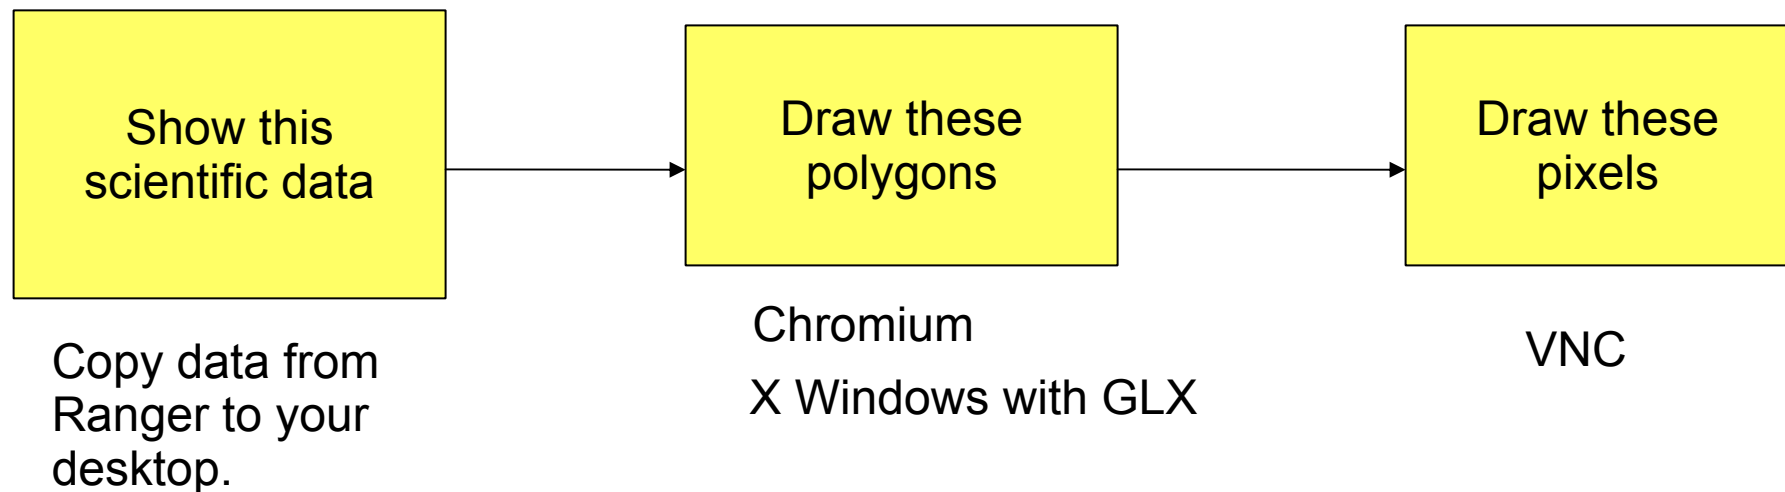 Show this
scientific data
Draw these
polygons
Draw these
pixels
Copy data from
Ranger to your
desktop.
Chromium
X Windows with GLX
VNC